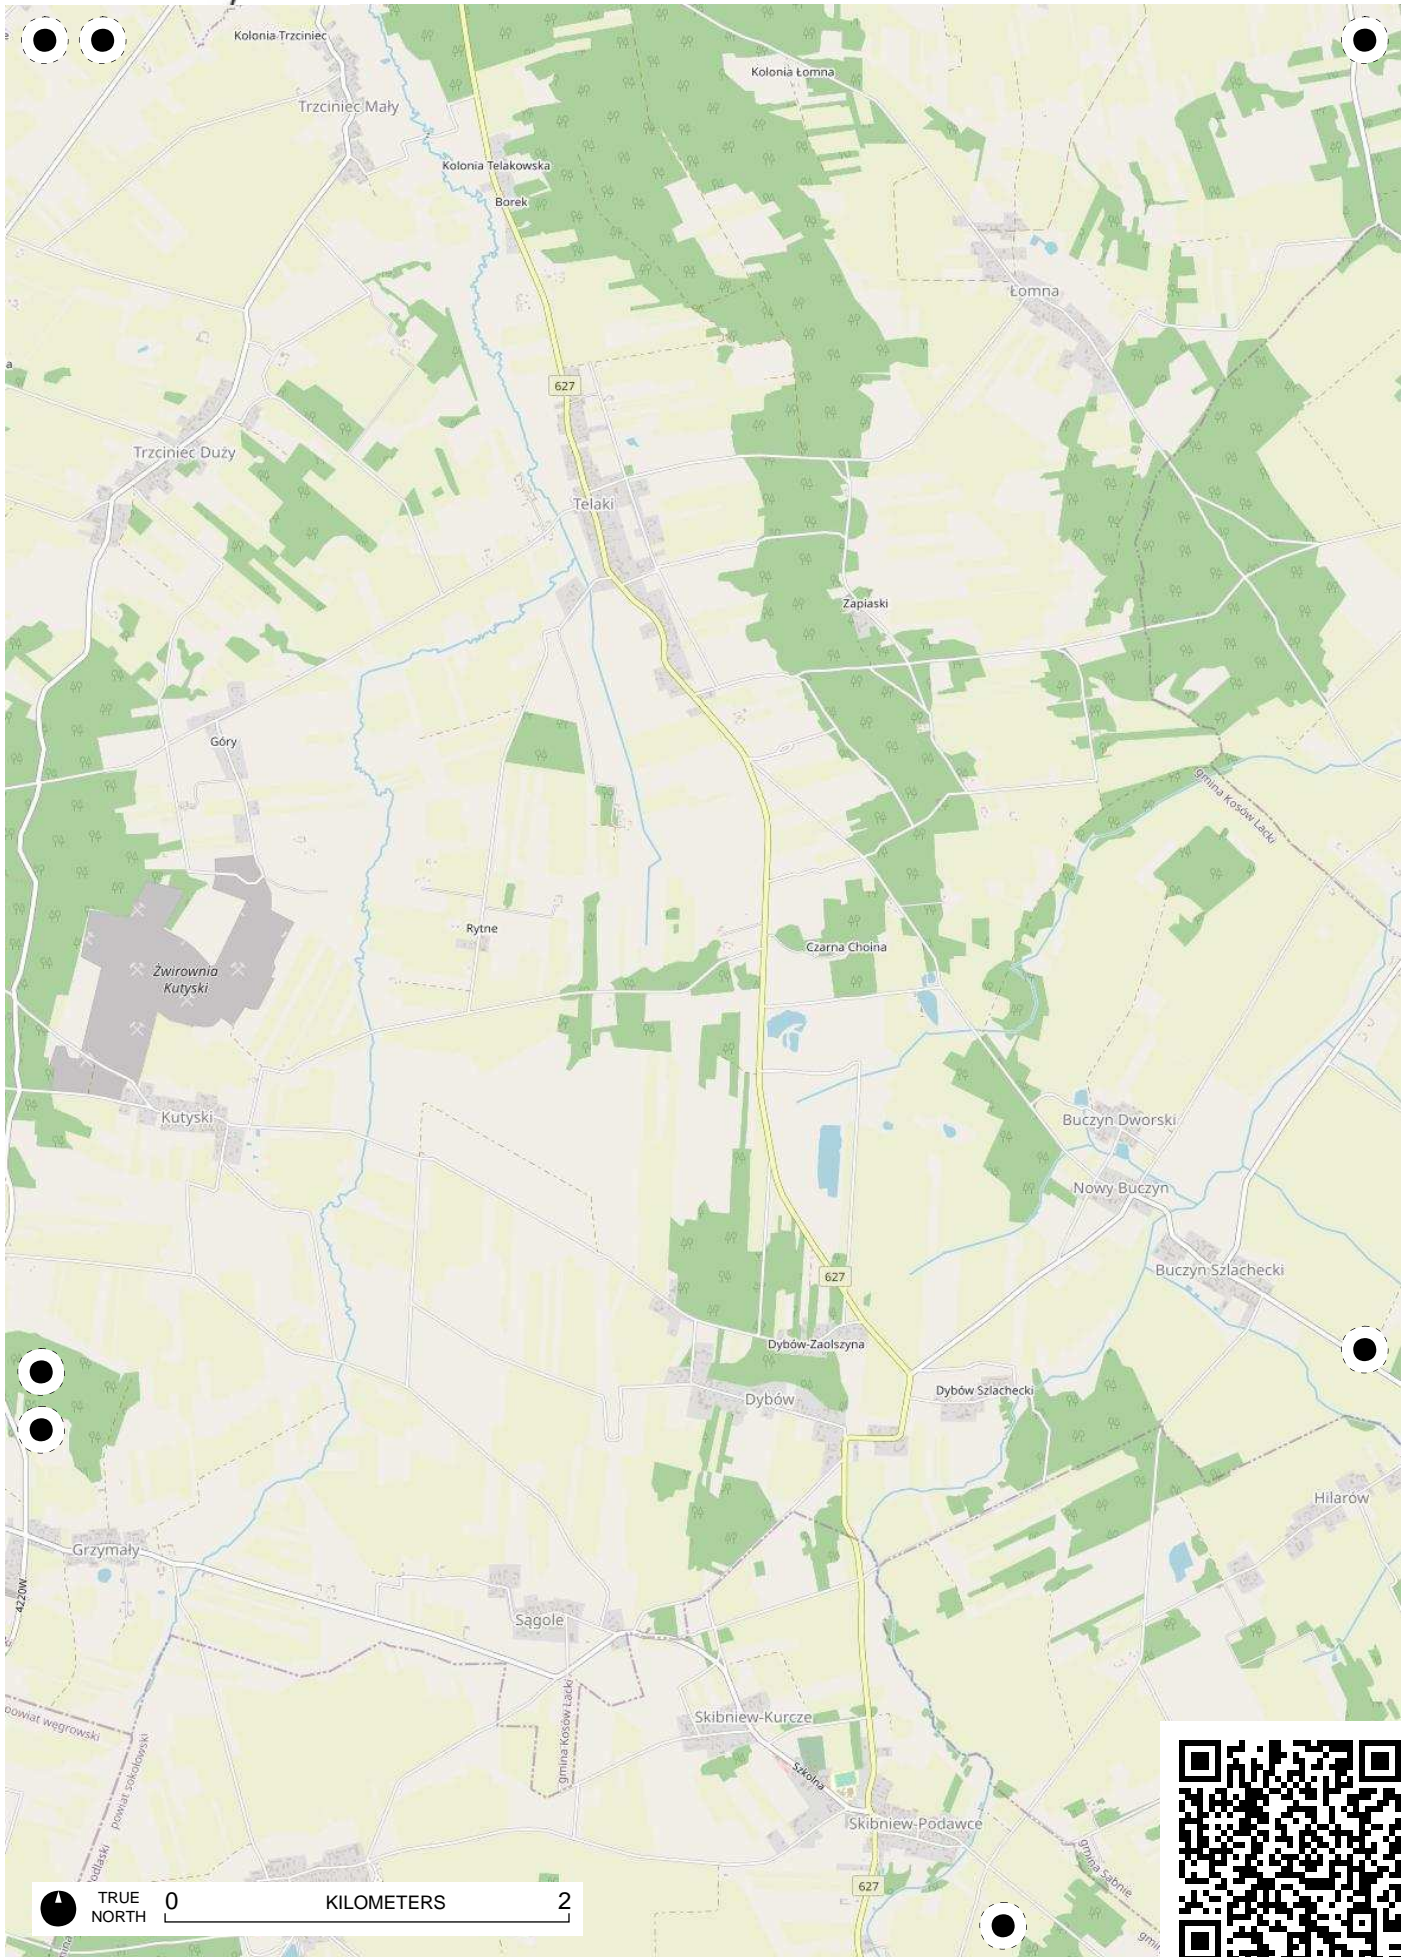 Kolonia Trzciniec
Kolonia Łomna
Trzciniec Mały
Kolonia Telakowska
Borek
Łomna
627
Trzciniec Duży
Telaki
Zapiaski
Góry
gmina Kosów Lacki
Rytne
Czarna Choina
Żwirownia
Kutyski
Kutyski
Buczyn Dworski
Nowy Buczyn
Buczyn Szlachecki
627
Dybów-Zaolszyna
Dybów Szlachecki
Dybów
Hilarów
Grzymały
4220W
Sągole
gmina Kosów Lacki
powiat węgrowski
powiat sokołowski
Skibniew-Kurcze
Szkolna
Skibniew-Podawce
gmina Sabnie
627
TRUE
NORTH
0 KILOMETERS 2